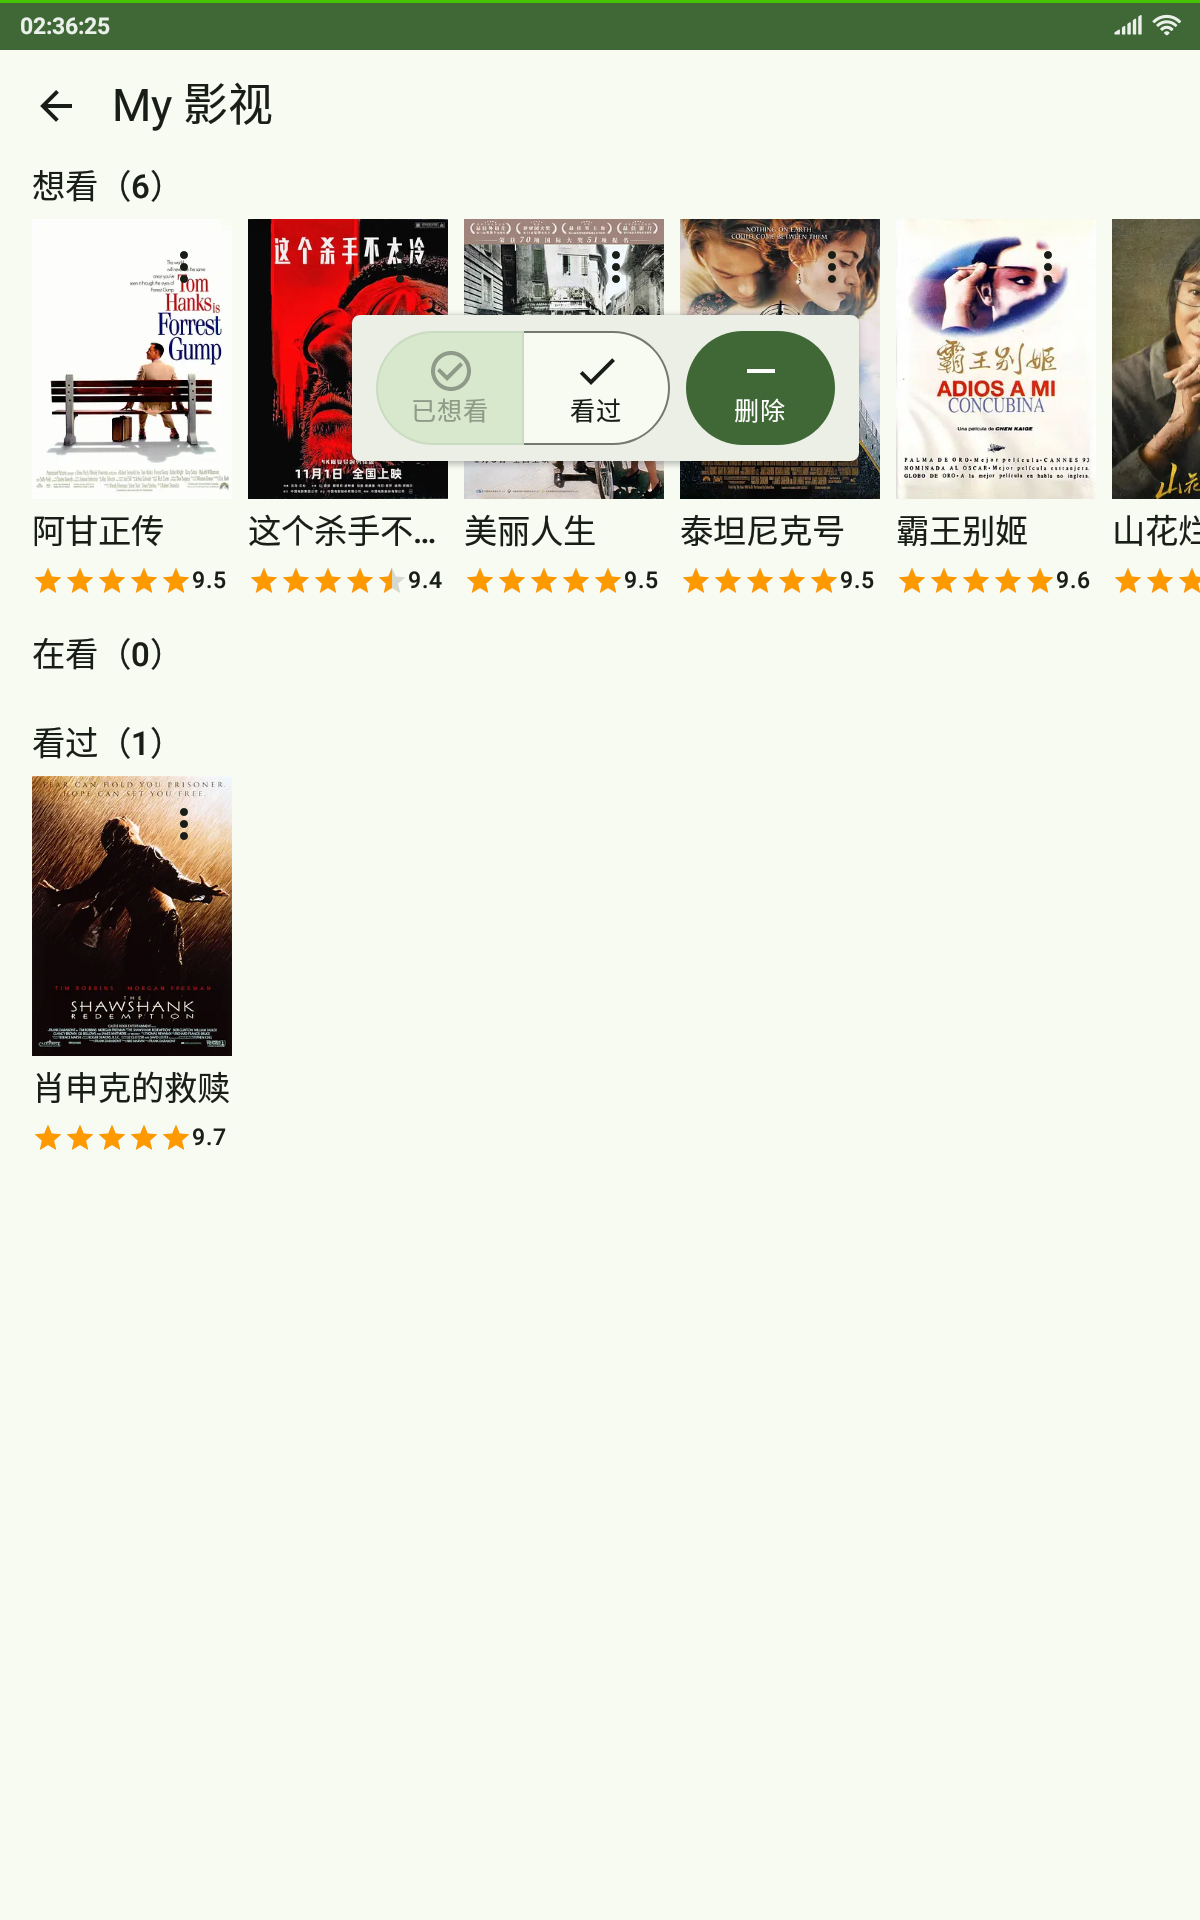 02:36:25
My 影视
想看（6）
Tom
Hanks is
Forrest
Gump
这个杀手不太冷
11月1日 全国上映
NOTHING ON EARTH
COULD COME BETWEEN THEM.
霸王别姬
ADIOS A MI
CONCUBINA
Una película de CHEN KAIGE
PALMA DE ORO•Mejor película•CANNES 93
NOMINADA AL OSCAR•Mejor película extranjera.
GLOBO DE ORO•A la mejor película en habla no inglesa.
山花
已想看
看过
删除
阿甘正传
这个杀手不...
美丽人生
泰坦尼克号
霸王别姬
山花烂
9.5
9.4
9.5
9.5
9.6
在看（0）
看过（1）
FEAR CAN HOLD YOU PRISONER.
HOPE CAN SET YOU FREE.
TIM ROBBINS MORGAN FREEMAN
THE
SHAWSHANK
REDEMPTION
肖申克的救赎
9.7